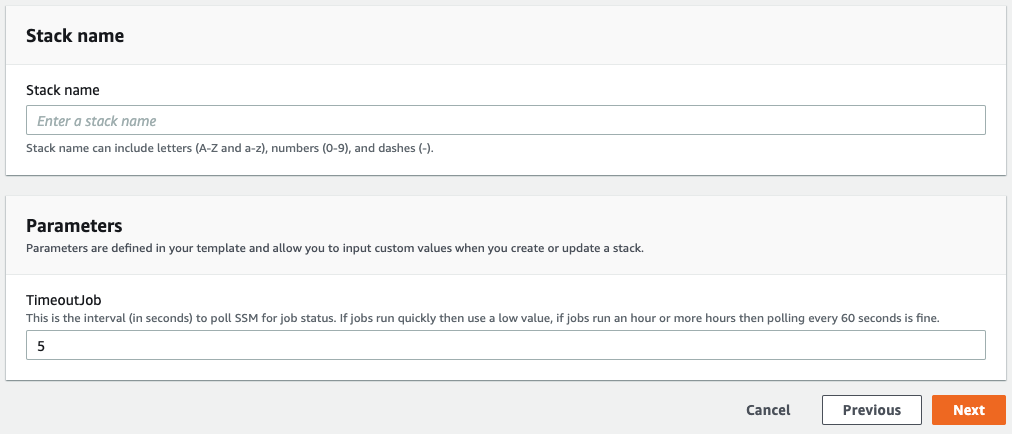 Stack name
Stack name
Enter a stack name
Stack name can include letters (A-Z and a-z), numbers (0-9), and dashes (-).
Parameters
Parameters are defined in your template and allow you to input custom values when you create or update a stack.
TimeoutJob
This is the interval (in seconds) to poll SSM for job status. If jobs run quickly then use a low value, if jobs run an hour or more hours then polling every 60 seconds is fine.
5
Cancel Previous Next